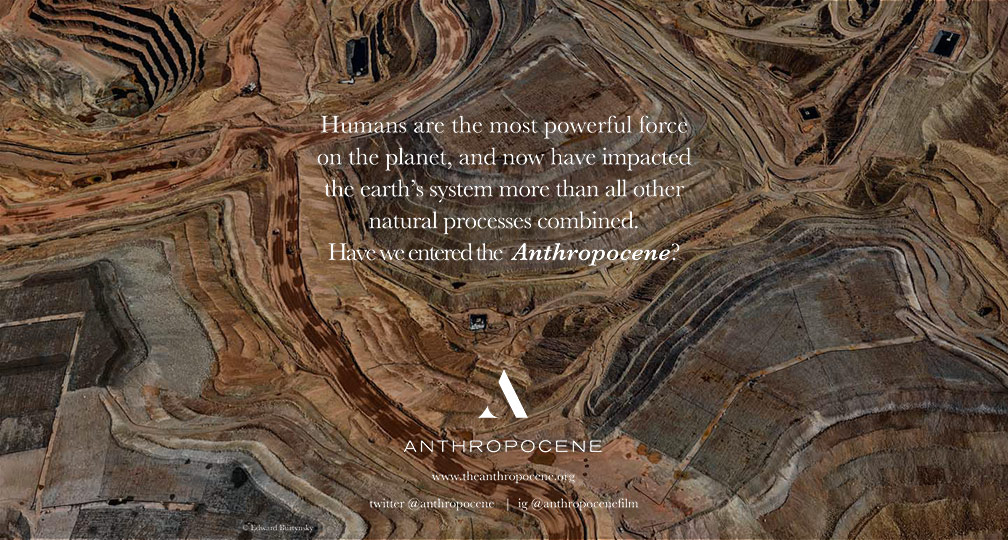 Humans are the most powerful force
on the planet, and now have impacted
the earth's system more than all other
natural processes combined.
Have we entered the Anthropocene?
ANTHROPOCENE
www.theanthropocene.org
twitter @anthropocene | ig @anthropocenefilm
© Edward Burtynsky